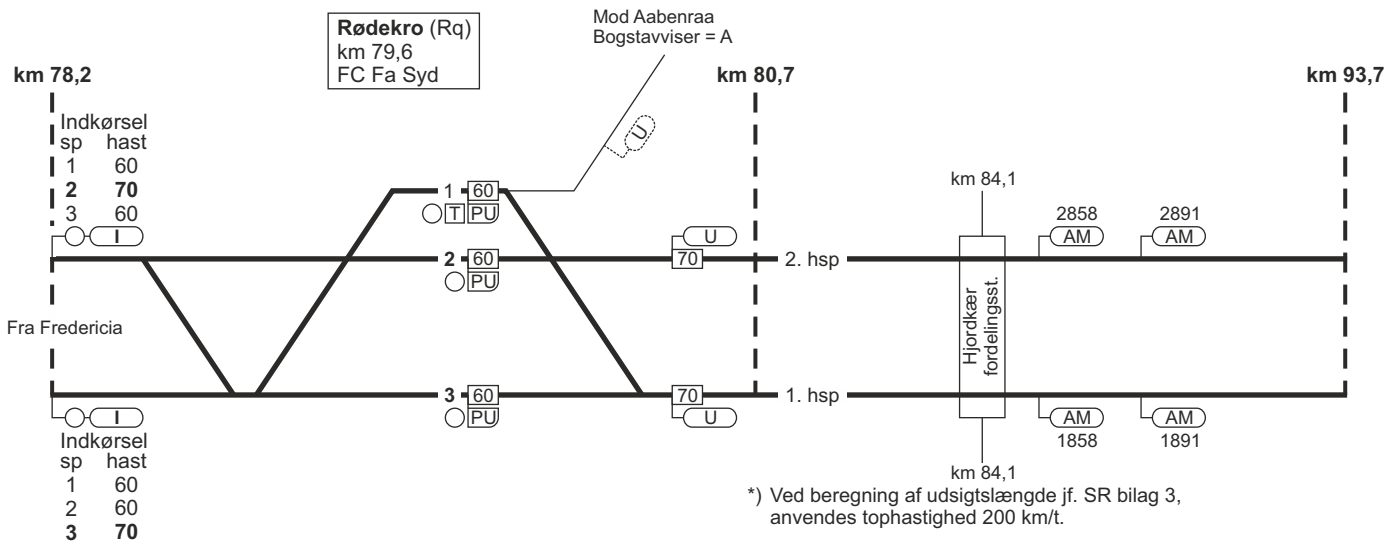 Rødekro (Rq)
km 79,6
FC Fa Syd
Mod Aabenraa
Bogstavviser = A
km 78,2
km 80,7
km 93,7
Indkørsel
sp hast
1 60
2 70
3 60
I
U
1 60
T PU
km 84,1
2858
AM
2891
AM
U
2 60
PU
70
2. hsp
Fra Fredericia
Hjordkær
fordelingsst.
3 60
PU
70
1. hsp
I
U
AM
1858
AM
1891
Indkørsel
sp hast
1 60
2 60
3 70
km 84,1
*) Ved beregning af udsigtslængde jf. SR bilag 3,
anvendes tophastighed 200 km/t.